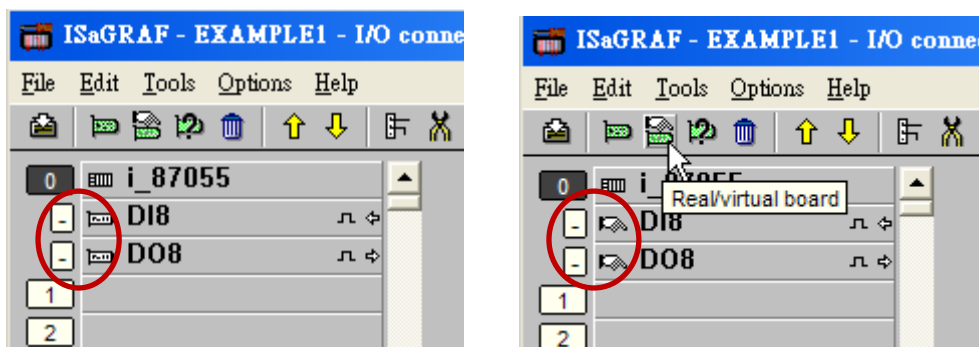 ISaGRAF - EXAMPLE1 - I/O conne
File Edit Tools Options Help
0 i_87055
- DI8
- DO8
1
2
ISaGRAF - EXAMPLE1 - I/O conne
File Edit Tools Options Help
0 i_87055
Real/virtual board
- DI8
- DO8
1
2